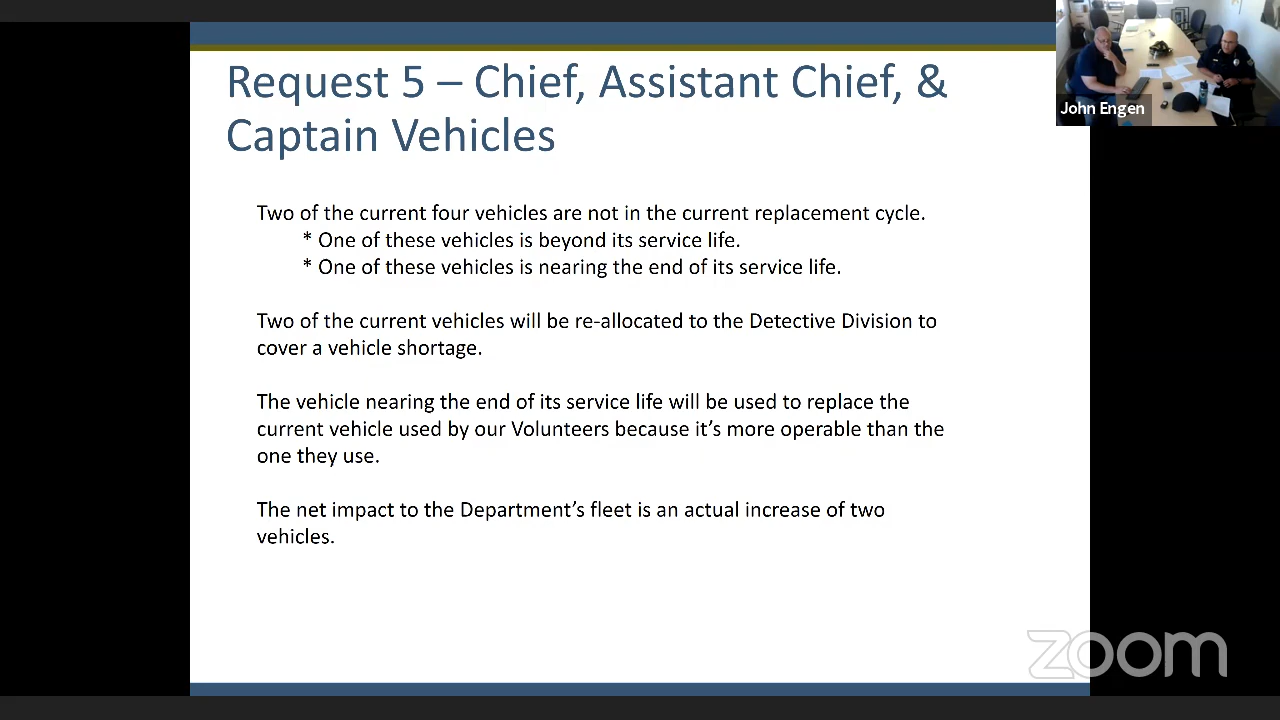 Request 5 – Chief, Assistant Chief, &
Captain Vehicles
John Engen
Two of the current four vehicles are not in the current replacement cycle.
* One of these vehicles is beyond its service life.
* One of these vehicles is nearing the end of its service life.
Two of the current vehicles will be re-allocated to the Detective Division to
cover a vehicle shortage.
The vehicle nearing the end of its service life will be used to replace the
current vehicle used by our Volunteers because it’s more operable than the
one they use.
The net impact to the Department’s fleet is an actual increase of two
vehicles.
zoom